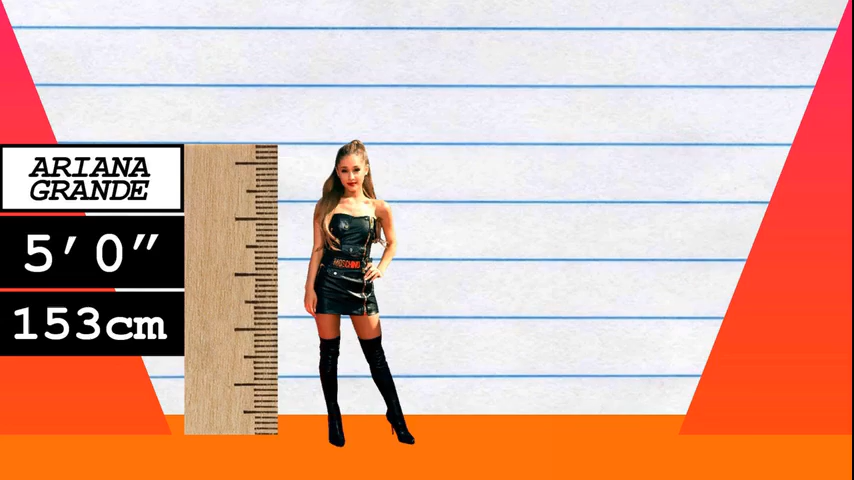 ARIANA
GRANDE
5'0"
153cm
MOSCHINO